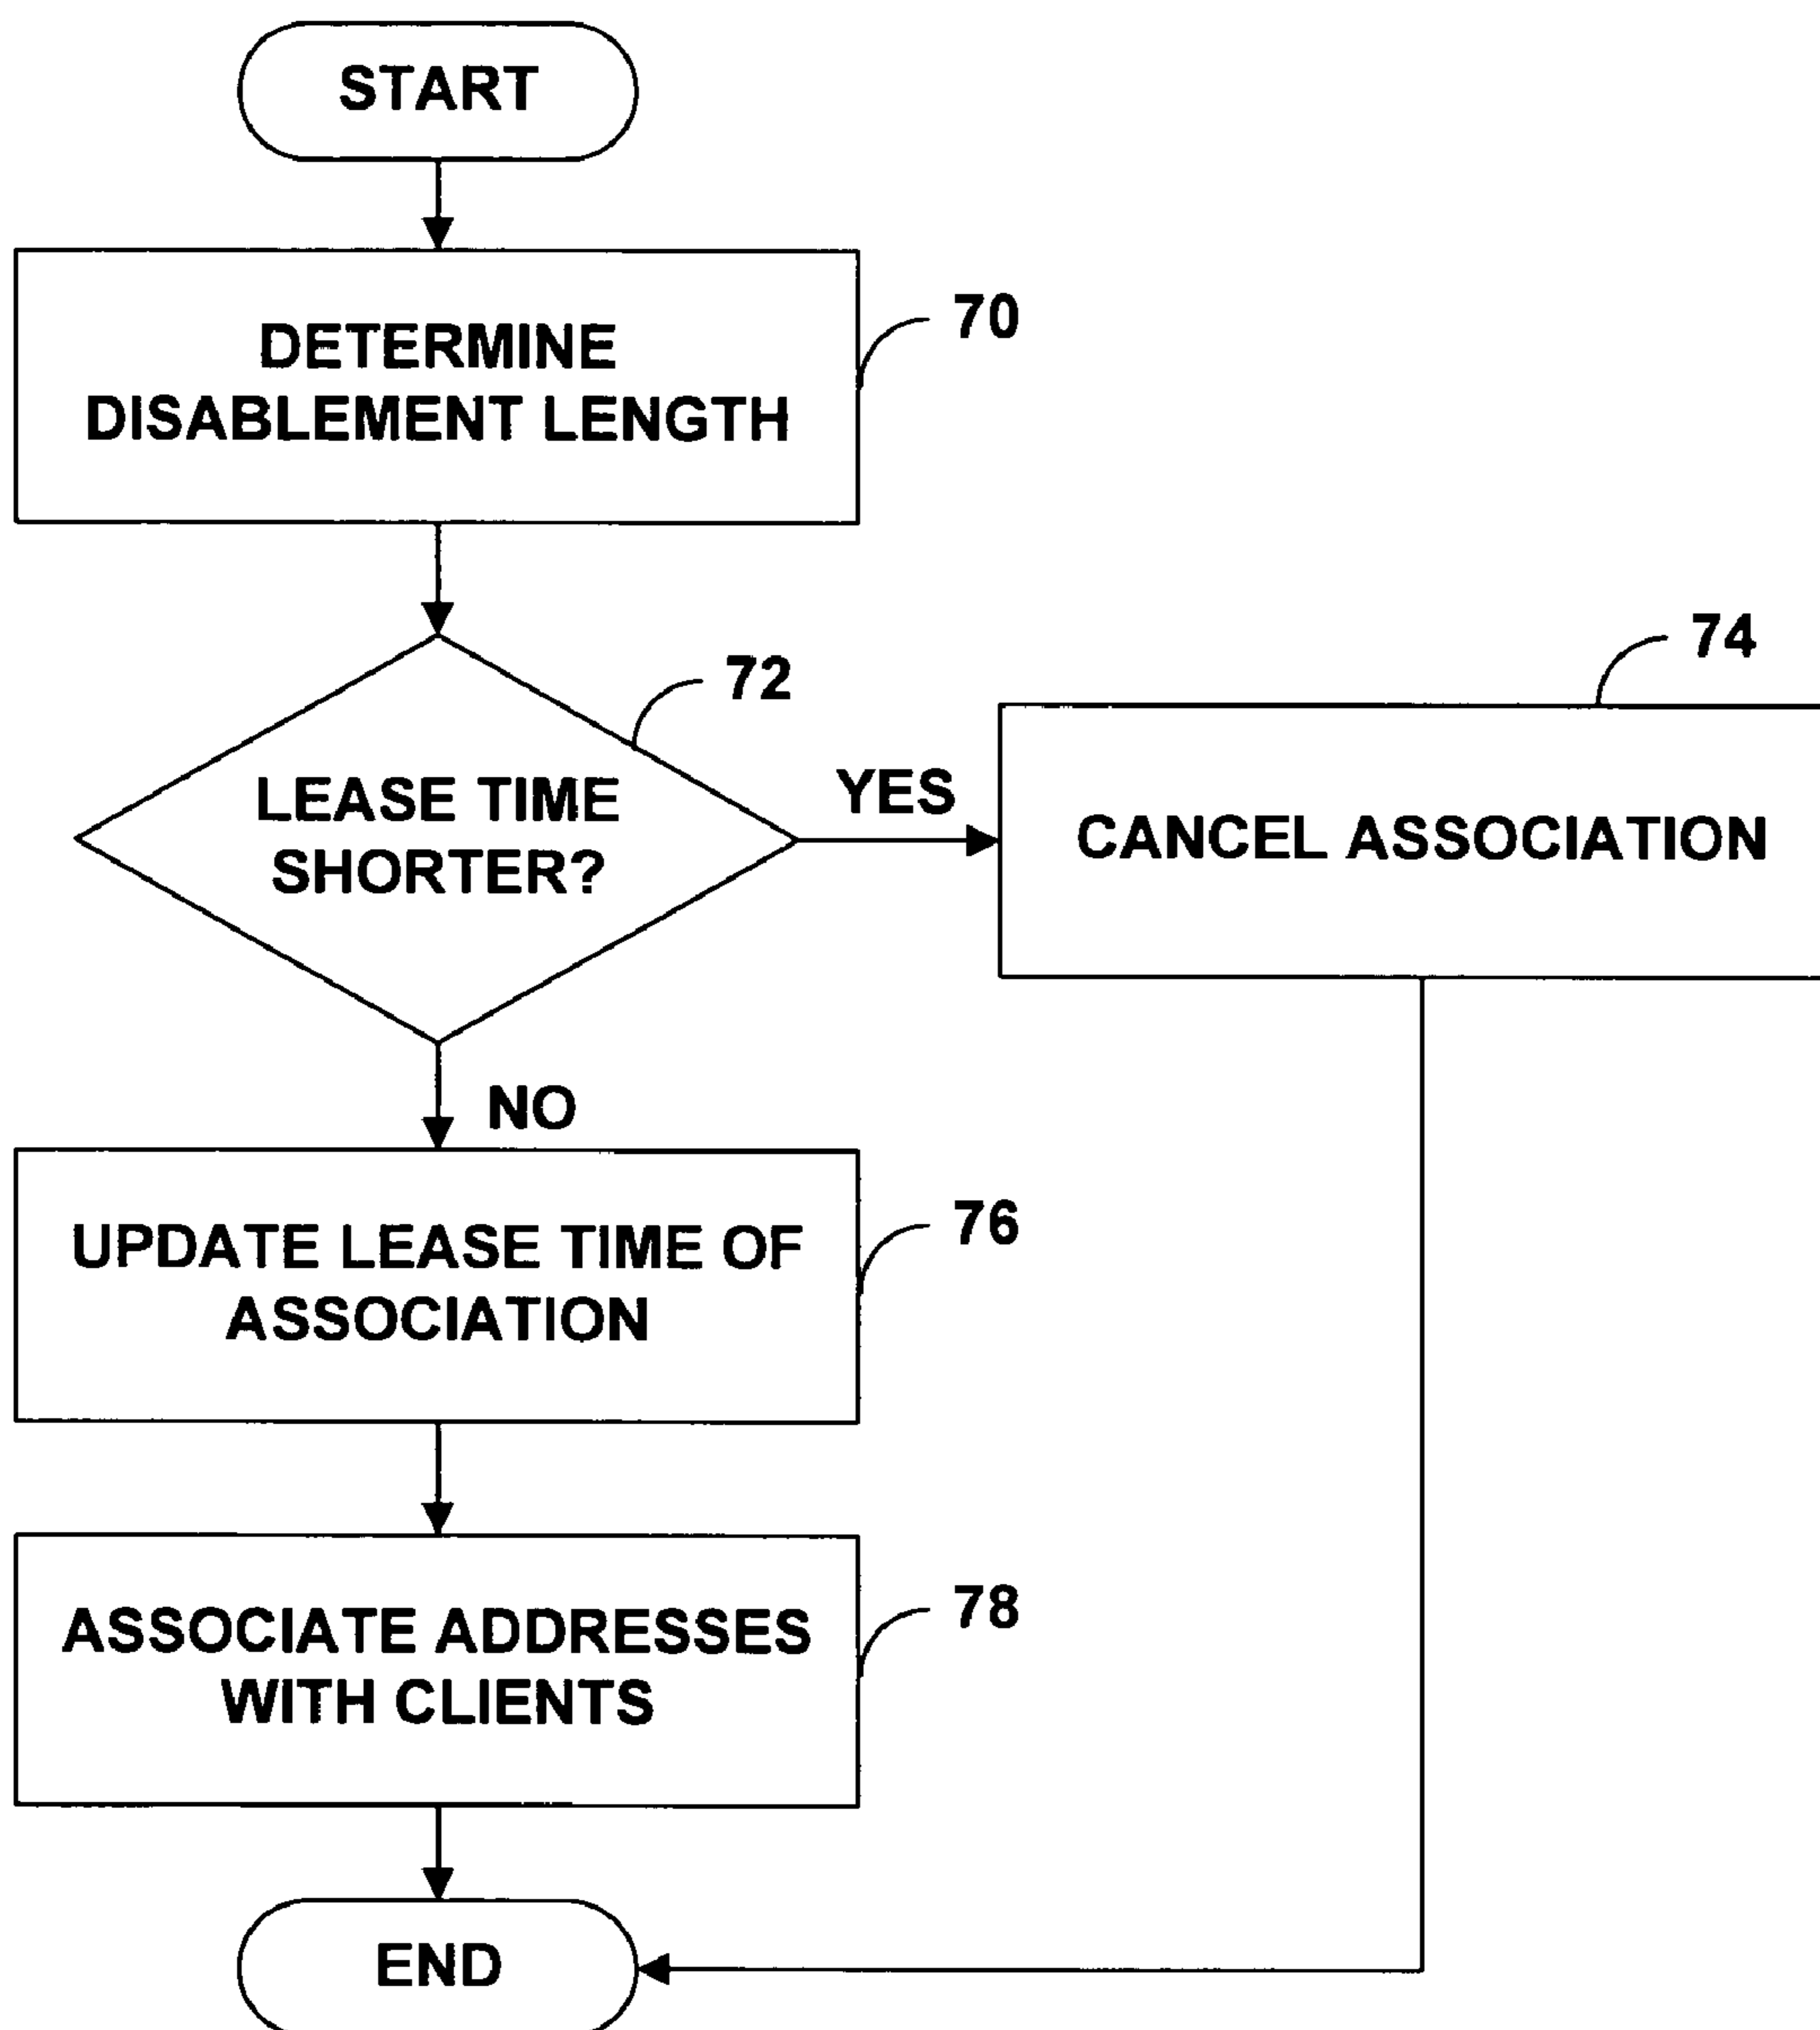 START
DETERMINE
DISABLEMENT LENGTH
70
72
LEASE TIME
SHORTER?
YES
74
CANCEL ASSOCIATION
NO
UPDATE LEASE TIME OF
ASSOCIATION
76
ASSOCIATE ADDRESSES
WITH CLIENTS
78
END